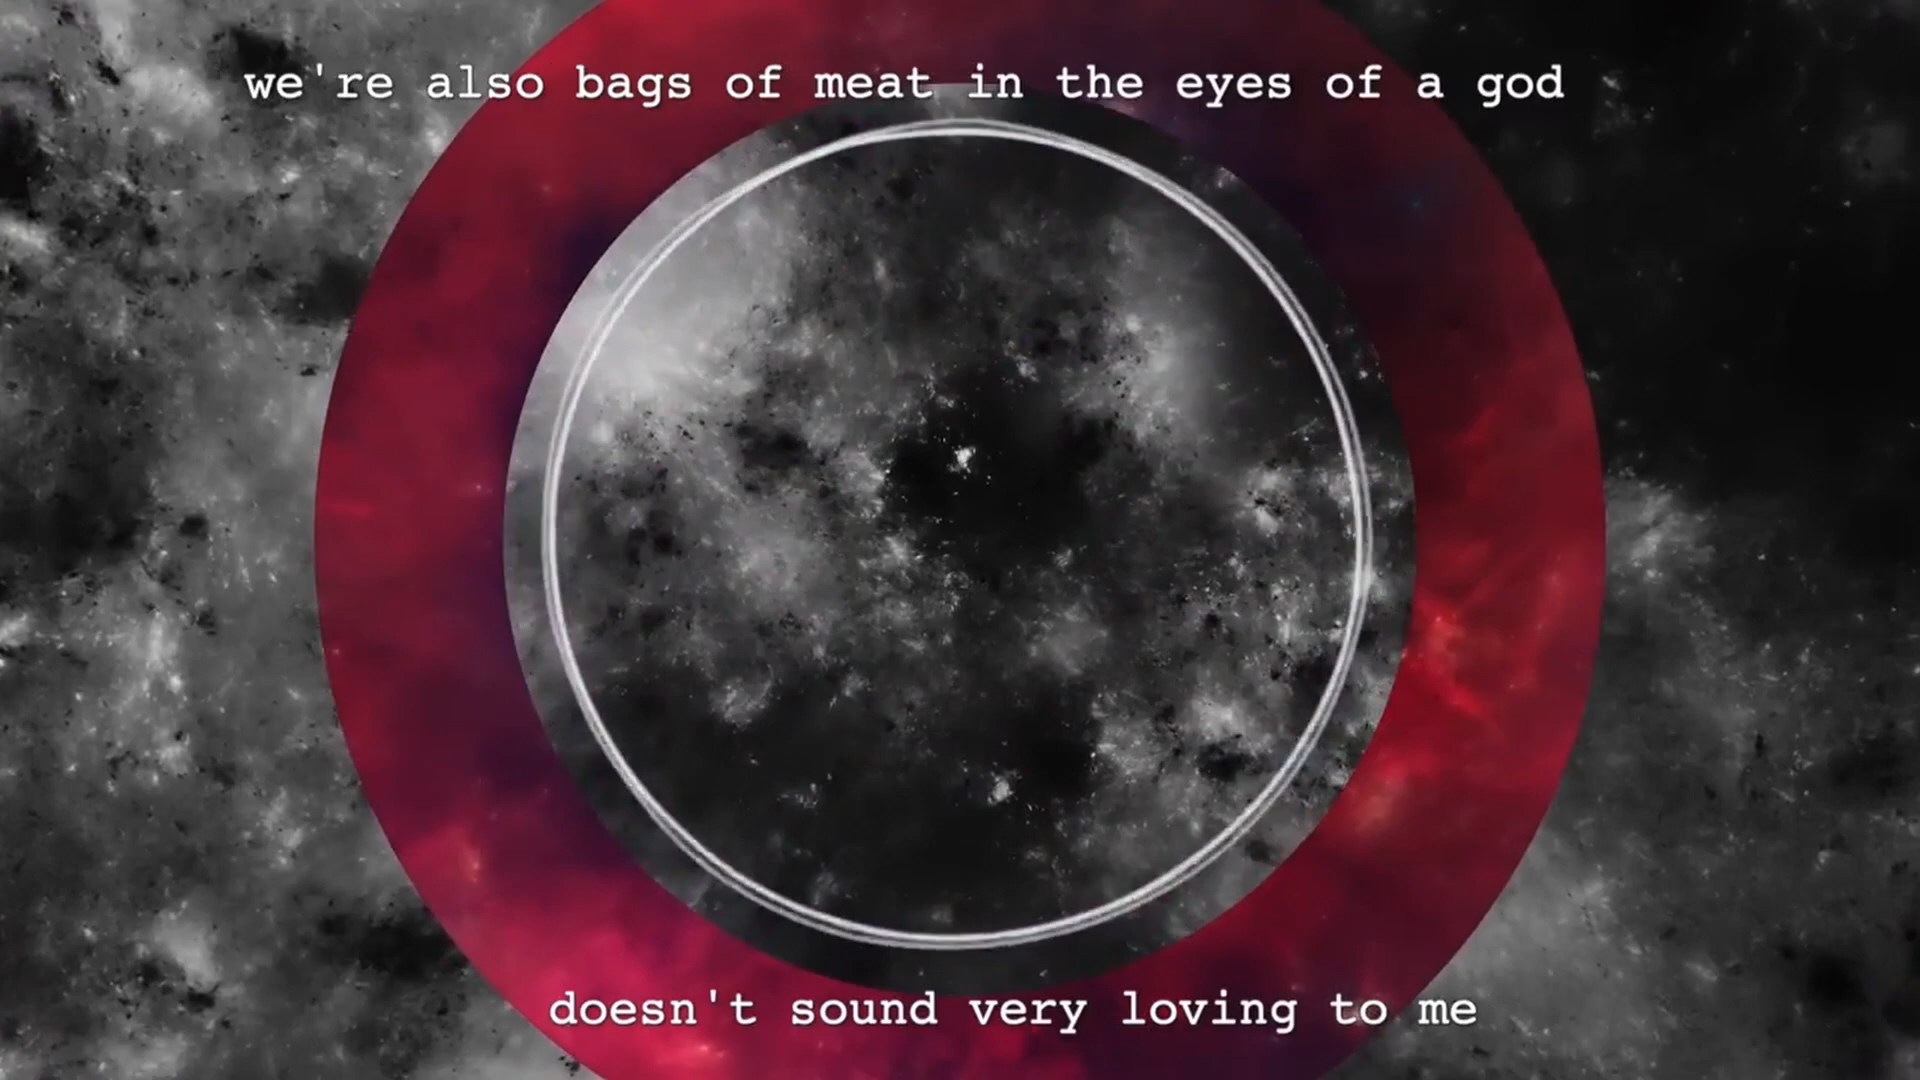 we're also bags of meat in the eyes of a god
doesn't sound very loving to me